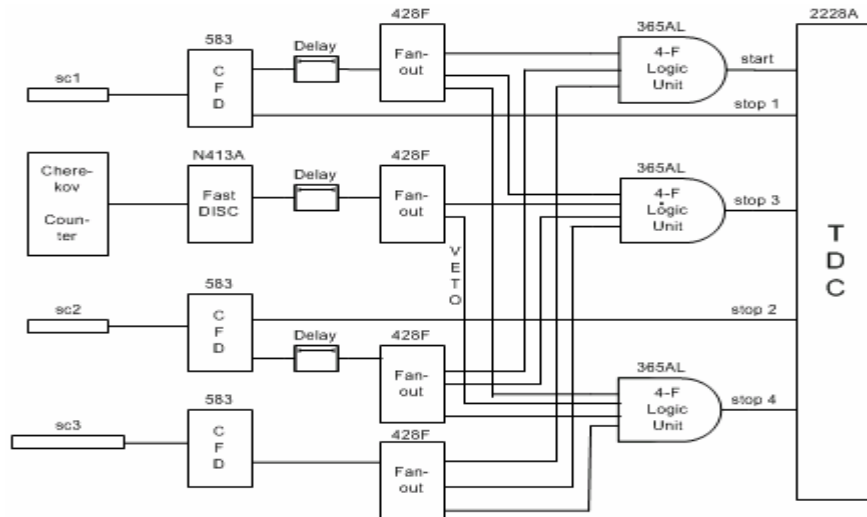 2228A
428F
365AL
583
Delay
Fan-
out
4-F
Logic
Unit
start
C
F
D
sc1
stop 1
N413A
428F
365AL
Chere-
kov
Coun-
ter
Fast
DISC
Delay
Fan-
out
4-F
Logic
Unit
stop 3
T
D
C
V
E
T
O
583
sc2
C
F
D
stop 2
Delay
428F
Fan-
out
365AL
4-F
Logic
Unit
stop 4
583
sc3
C
F
D
428F
Fan-
out